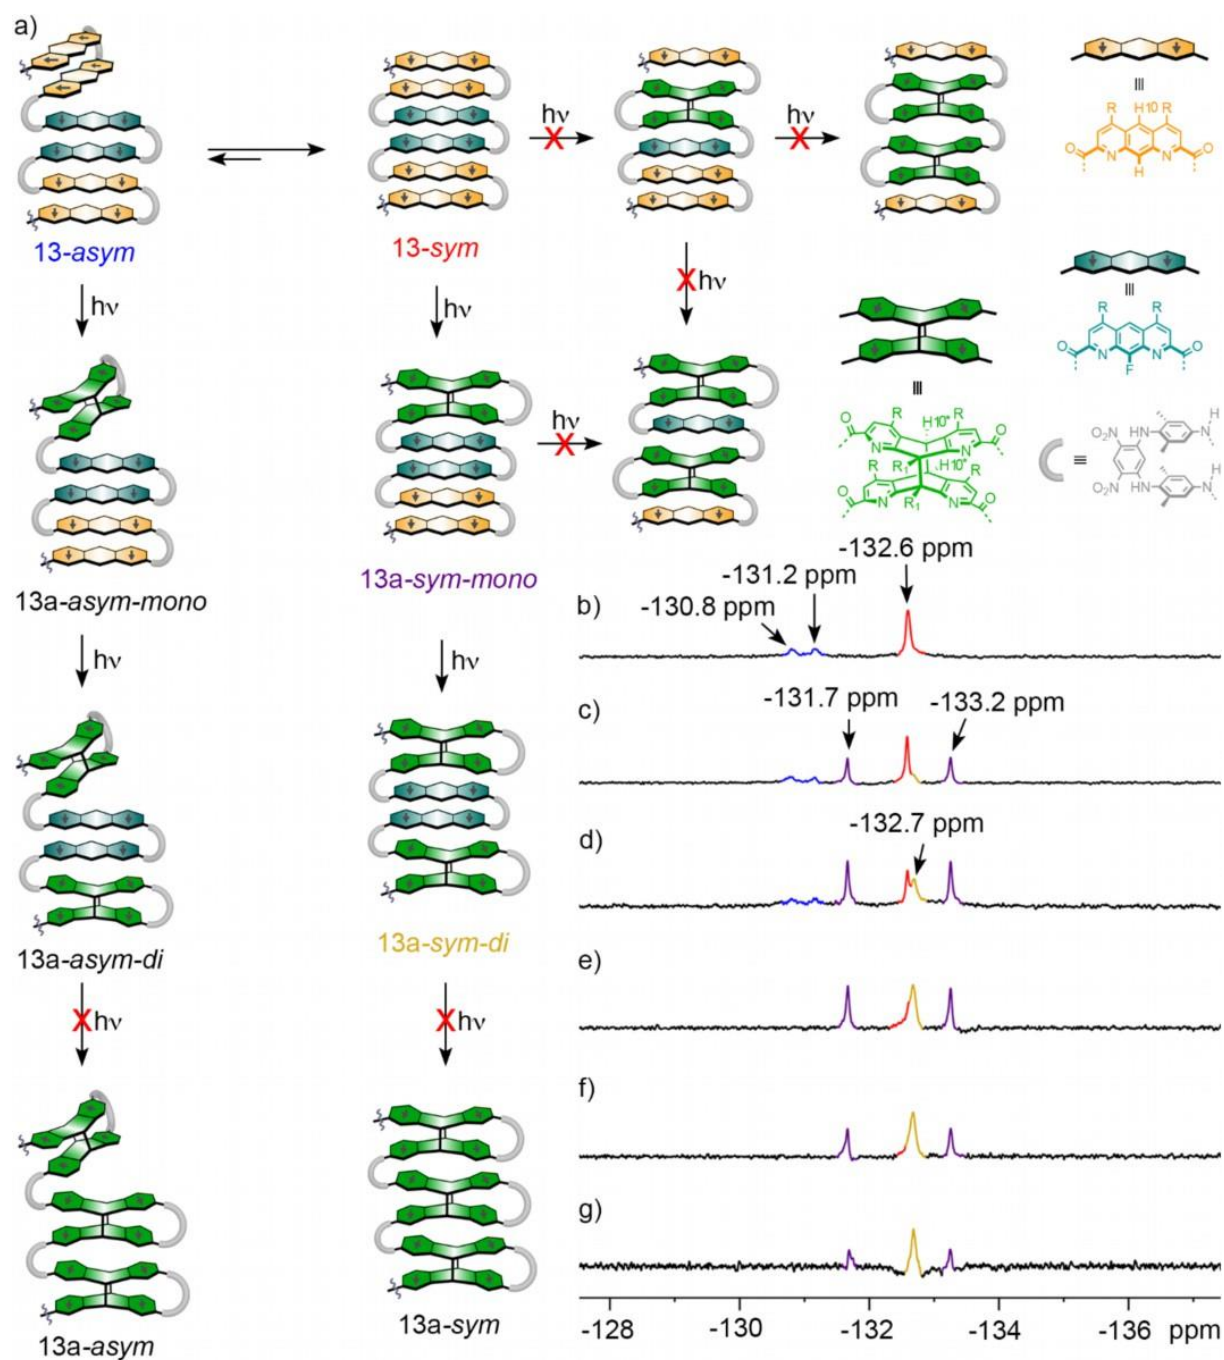 a)
hν
hν
R H10 R
O N N O
H
13-asym
13-sym
hν
hν
hν
R R
O N N O
F
hν
O R H10* R O
N N
R R₁ H10* R
O N R₁ N O
O₂N HN N H
O₂N HN N H
13a-asym-mono
13a-sym-mono
hν
hν
b)
-130.8 ppm
-131.2 ppm
-132.6 ppm
c)
-131.7 ppm
-133.2 ppm
d)
-132.7 ppm
13a-asym-di
13a-sym-di
hν
hν
e)
f)
g)
13a-asym
13a-sym
-128 -130 -132 -134 -136 ppm